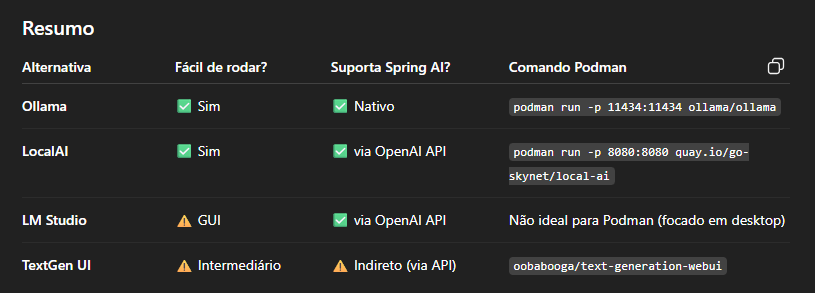 Resumo
Alternativa Fácil de rodar? Suporta Spring AI? Comando Podman
Ollama ✅ Sim ✅ Nativo podman run -p 11434:11434 ollama/ollama
LocalAI ✅ Sim ✅ via OpenAI API podman run -p 8080:8080 quay.io/go-
skynet/local-ai
LM Studio ⚠️ GUI ✅ via OpenAI API Não ideal para Podman (focado em desktop)
TextGen UI ⚠️ Intermediário ⚠️ Indireto (via API) oobabooga/text-generation-webui